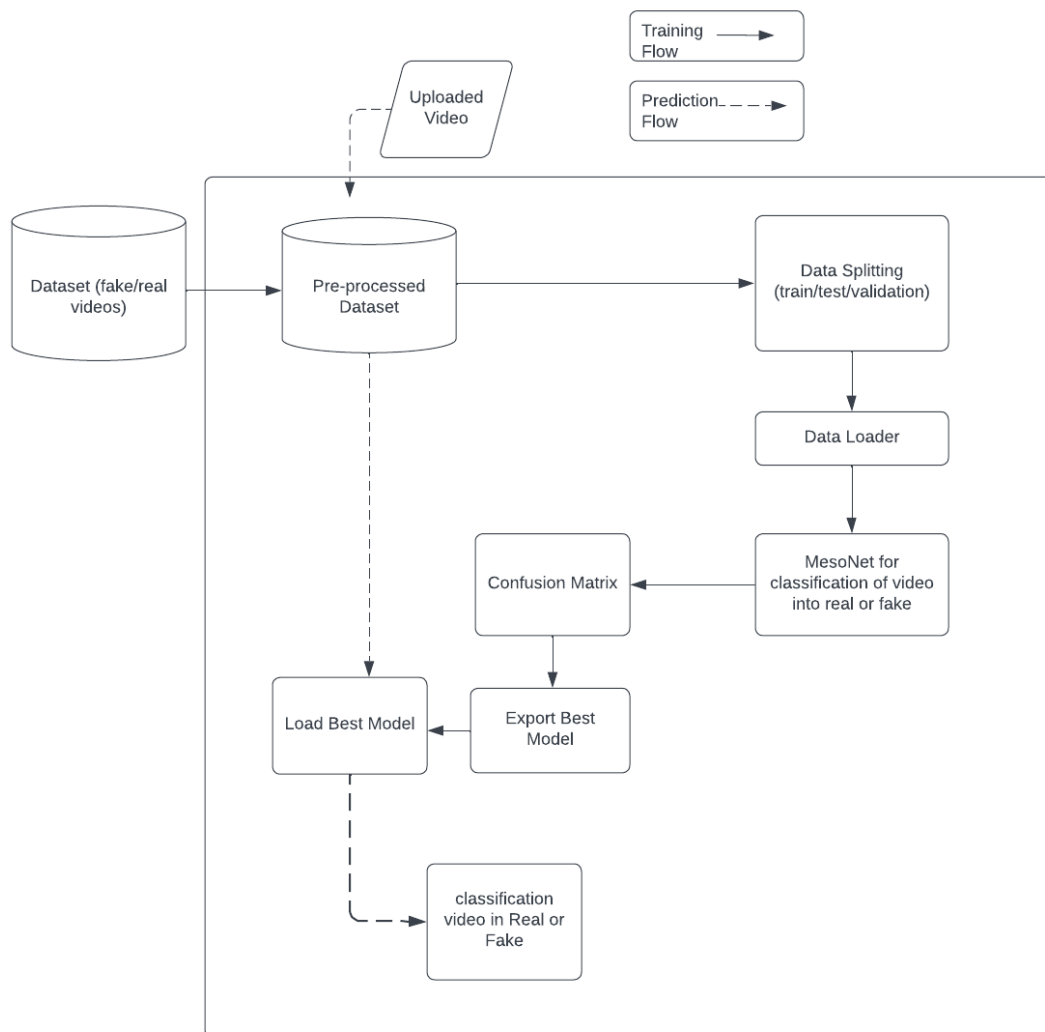 Training
Flow
Uploaded
Video
Prediction
Flow
Dataset (fake/real
videos)
Pre-processed
Dataset
Data Splitting
(train/test/validation)
Data Loader
MesoNet for
classification of video
into real or fake
Confusion Matrix
Export Best
Model
Load Best Model
classification
video in Real or
Fake